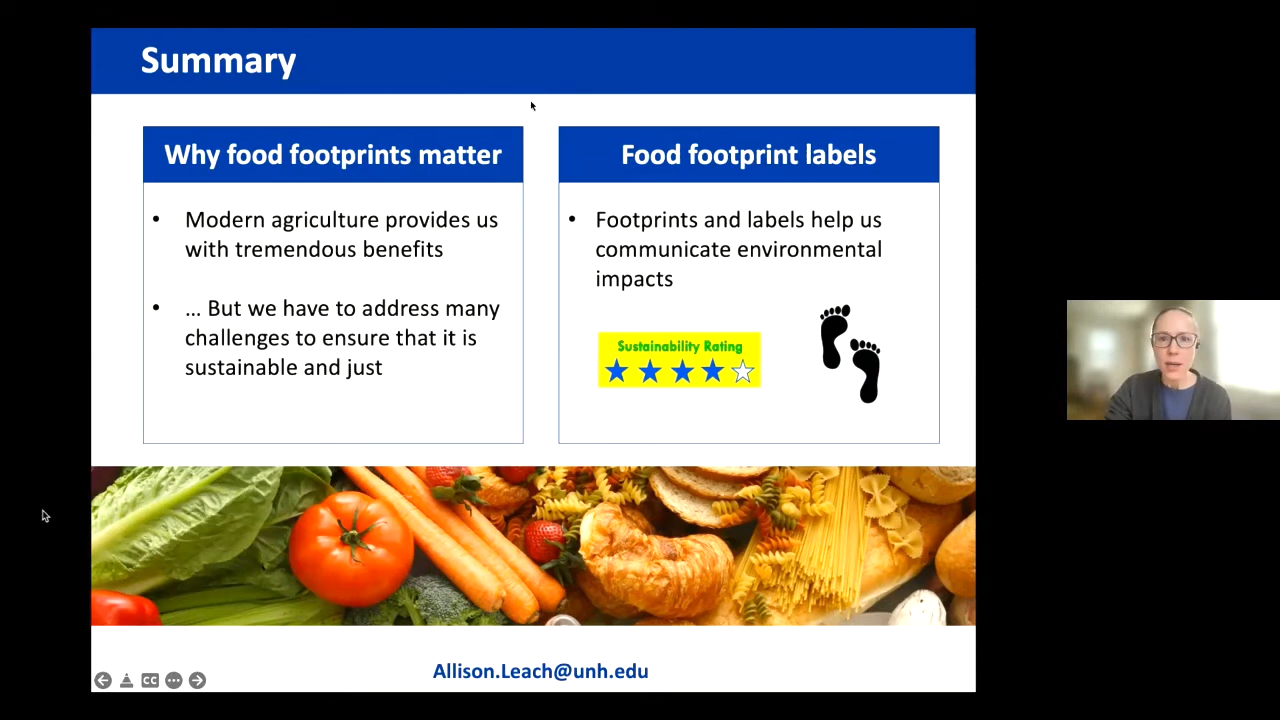 Summary
Why food footprints matter
• Modern agriculture provides us
with tremendous benefits
• … But we have to address many
challenges to ensure that it is
sustainable and just
Food footprint labels
• Footprints and labels help us
communicate environmental
impacts
Sustainability Rating
Allison.Leach@unh.edu
CC